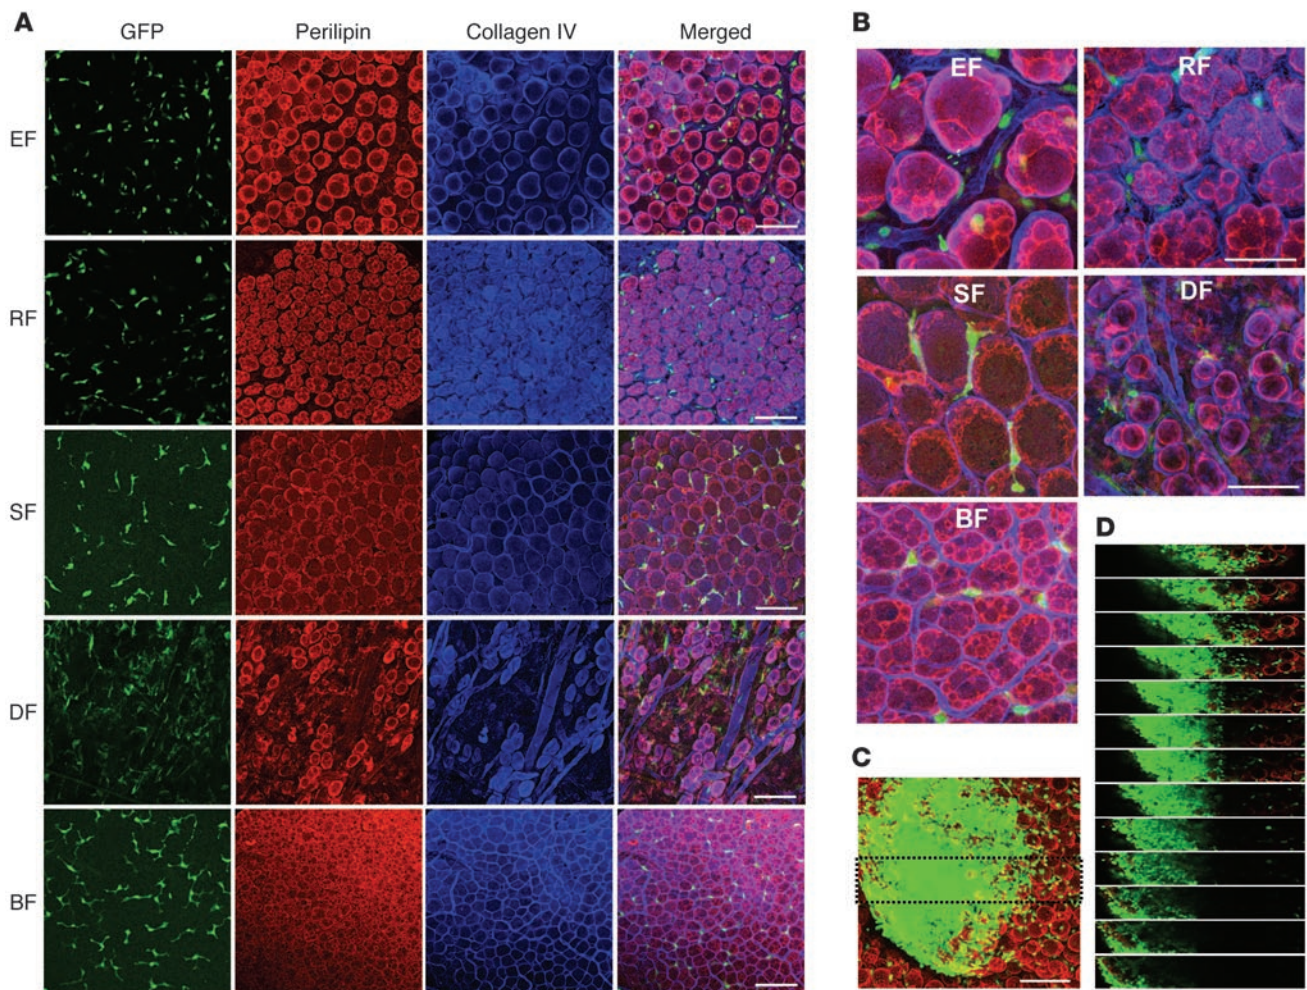 A
GFP
Perilipin
Collagen IV
Merged
EF
RF
SF
DF
BF
B
EF
RF
SF
DF
BF
C
D